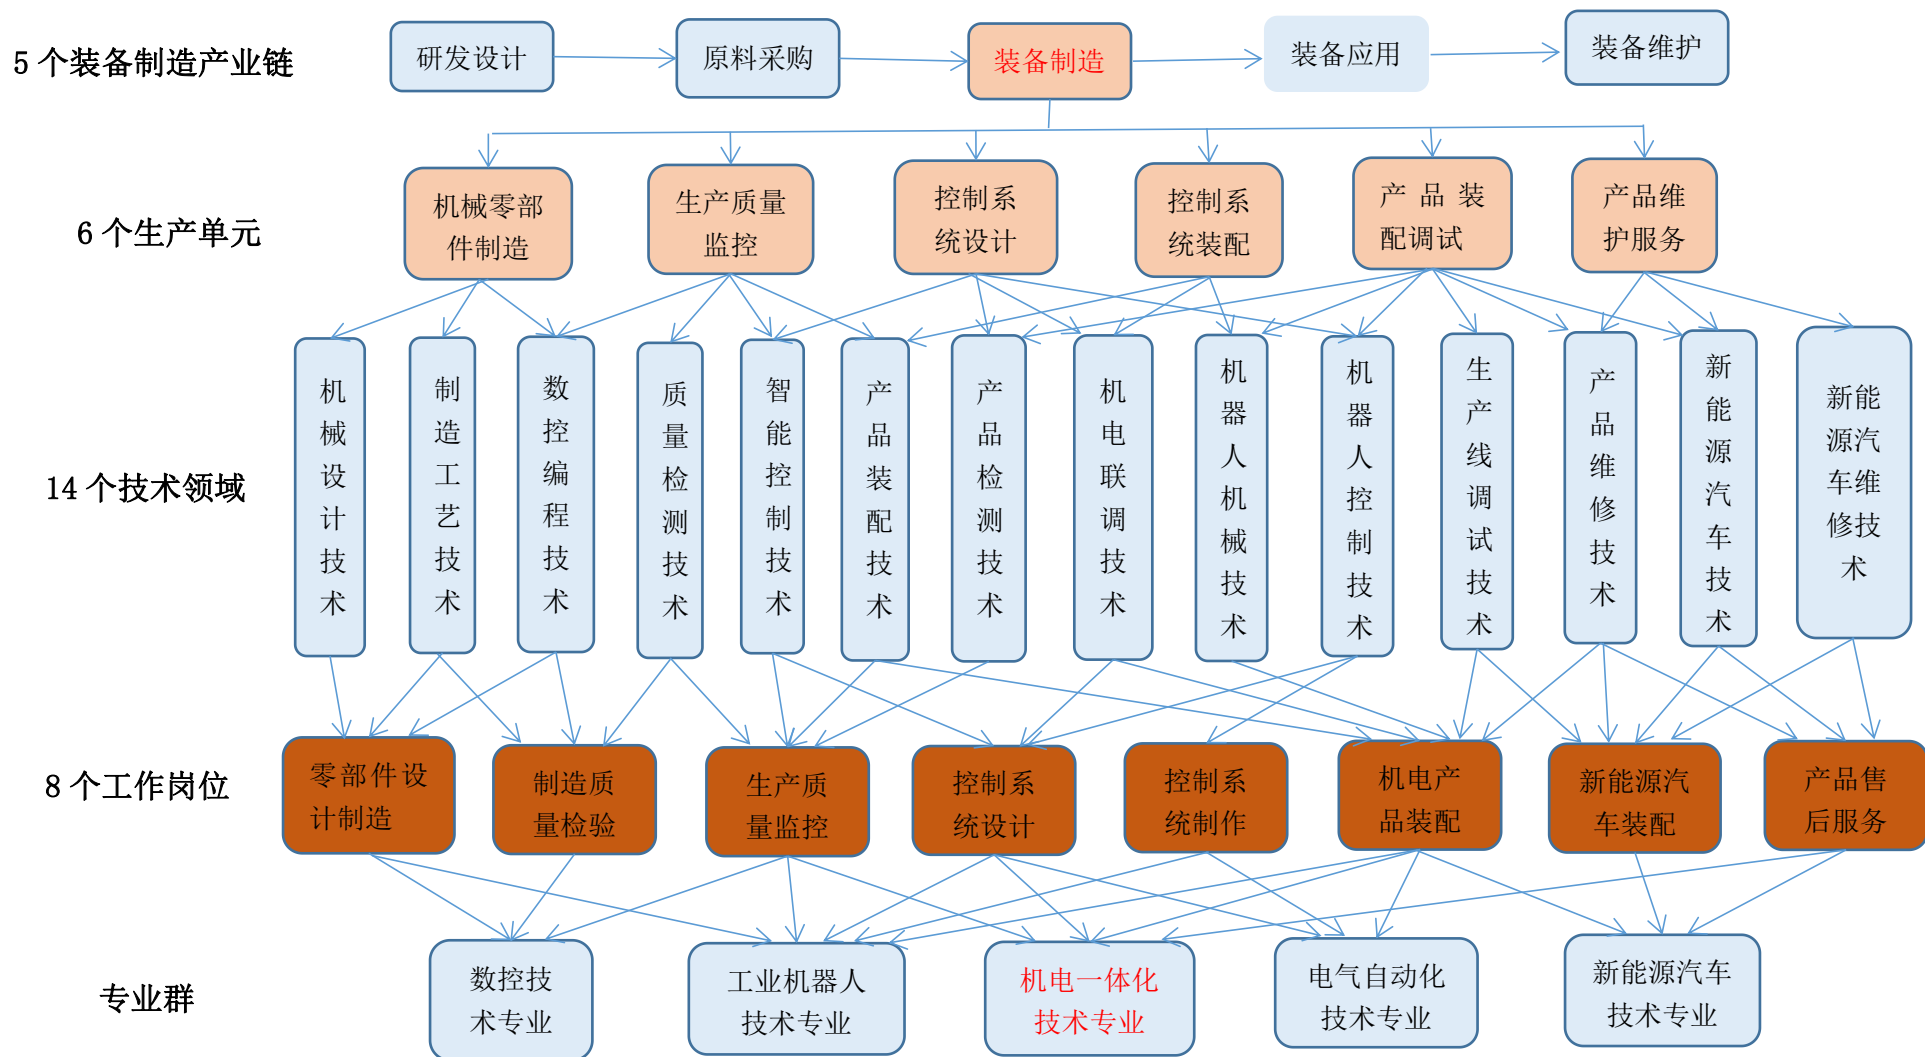 5 个装备制造产业链
研发设计
原料采购
装备制造
装备应用
装备维护
6 个生产单元
机械零部
件制造
生产质量
监控
控制系
统设计
控制系
统装配
产品装
配调试
产品维
护服务
14 个技术领域
机械设计技术
制造工艺技术
数控编程技术
质量检测技术
智能控制技术
产品装配技术
产品检测技术
机电联调技术
机器人机械技术
机器人控制技术
生产线调试技术
产品维修技术
新能源汽车技术
新能
源汽
车维
修技
术
8 个工作岗位
零部件设
计制造
制造质
量检验
生产质
量监控
控制系
统设计
控制系
统制作
机电产
品装配
新能源汽
车装配
产品售
后服务
专业群
数控技
术专业
工业机器人
技术专业
机电一体化
技术专业
电气自动化
技术专业
新能源汽车
技术专业